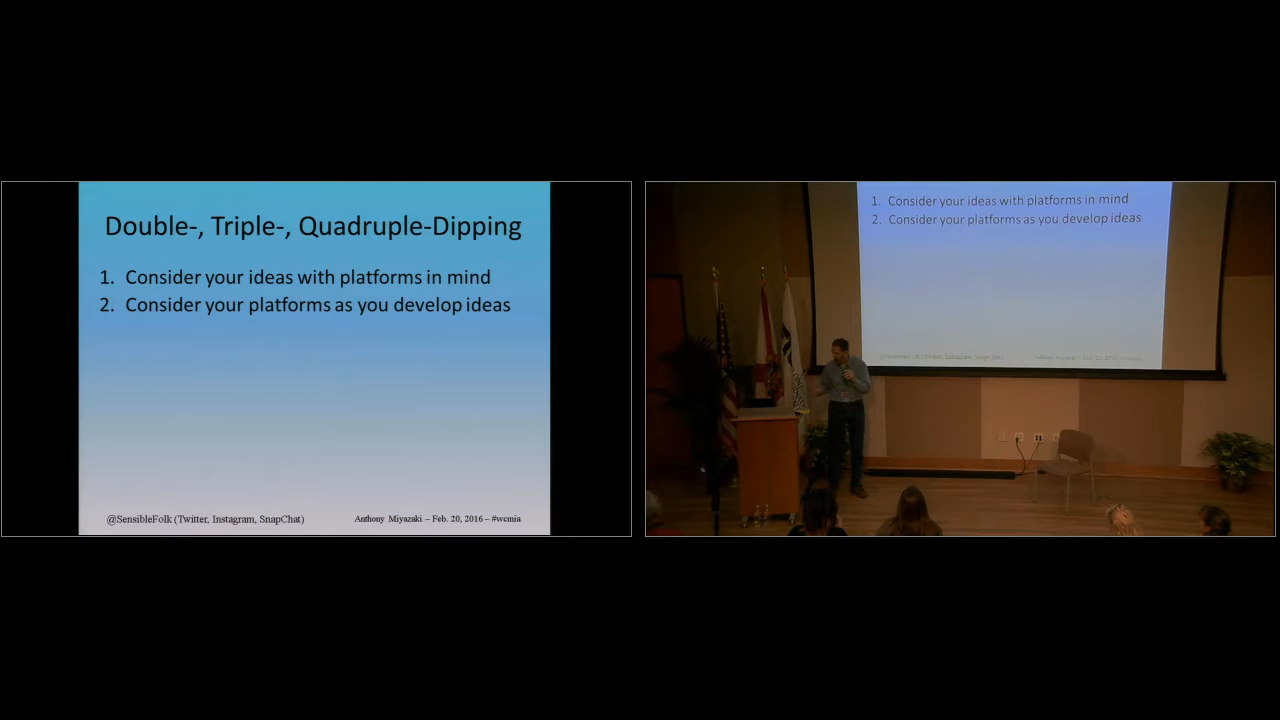 Double-, Triple-, Quadruple-Dipping
1. Consider your ideas with platforms in mind
2. Consider your platforms as you develop ideas
@SensibleFolk (Twitter, Instagram, SnapChat)
Anthony Miyazaki – Feb. 20, 2016 – #wcmia
1. Consider your ideas with platforms in mind
2. Consider your platforms as you develop ideas